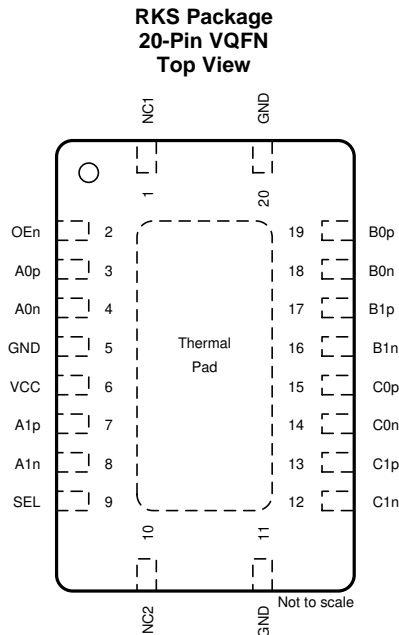 RKS Package
20-Pin VQFN
Top View
NC1
GND
1
20
OEn 2 19 B0p
A0p 3 18 B0n
A0n 4 17 B1p
GND 5 16 B1n
Thermal
Pad
VCC 6 15 C0p
A1p 7 14 C0n
A1n 8 13 C1p
SEL 9 12 C1n
10
11
NC2
GND
Not to scale